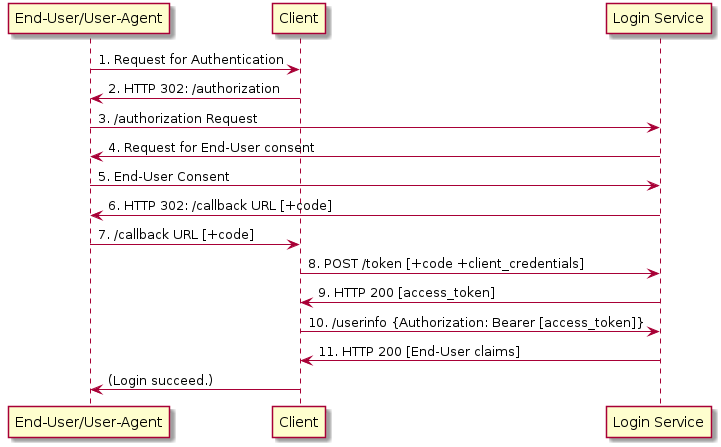 End-User/User-Agent
Client
Login Service
1. Request for Authentication
2. HTTP 302: /authorization
3. /authorization Request
4. Request for End-User consent
5. End-User Consent
6. HTTP 302: /callback URL [+code]
7. /callback URL [+code]
8. POST /token [+code +client_credentials]
9. HTTP 200 [access_token]
10. /userinfo {Authorization: Bearer [access_token]}
11. HTTP 200 [End-User claims]
(Login succeed.)
End-User/User-Agent
Client
Login Service